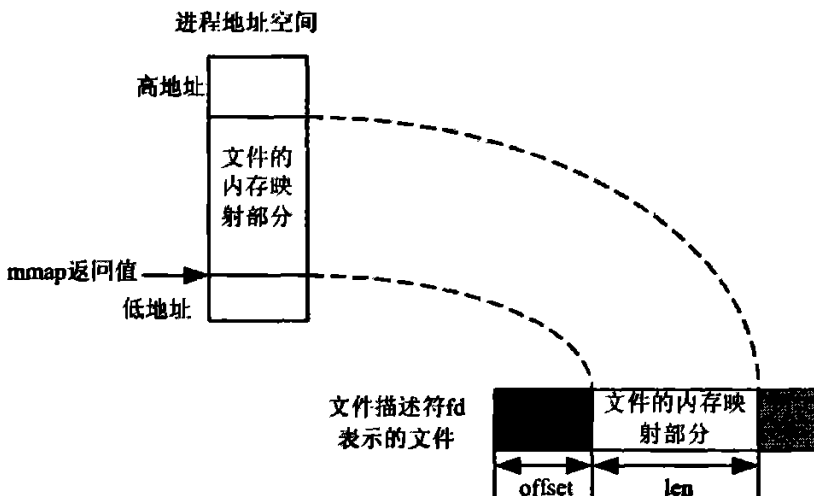 进程地址空间
高地址
文件的
内存映
射部分
mmap返回值
低地址
文件描述符fd
表示的文件
文件的内存映
射部分
offset
len